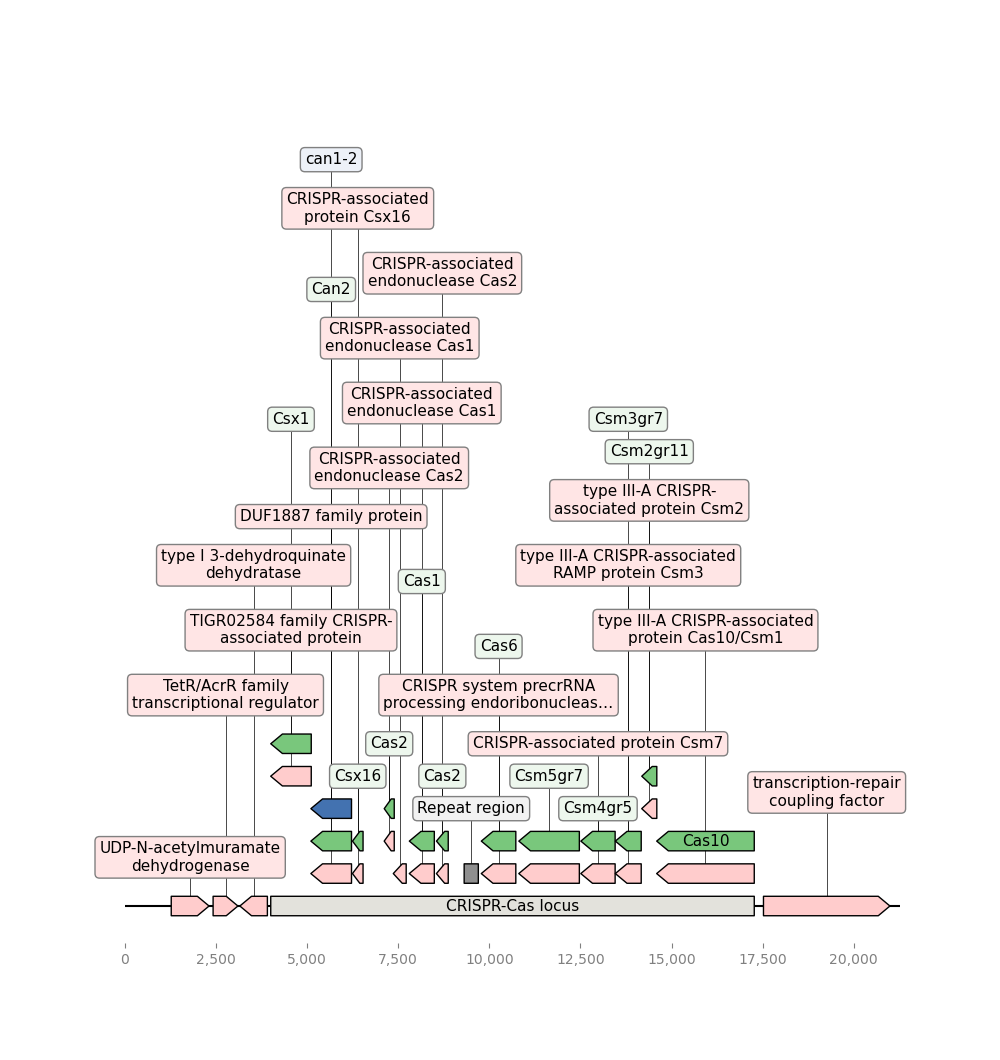 can1-2
CRISPR-associated
protein Csx16
CRISPR-associated
endonuclease Cas2
Can2
CRISPR-associated
endonuclease Cas1
CRISPR-associated
endonuclease Cas1
Csx1
Csm3gr7
Csm2gr11
CRISPR-associated
endonuclease Cas2
type III-A CRISPR-
associated protein Csm2
DUF1887 family protein
type I 3-dehydroquinate
dehydratase
type III-A CRISPR-associated
RAMP protein Csm3
Cas1
TIGR02584 family CRISPR-
associated protein
type III-A CRISPR-associated
protein Cas10/Csm1
Cas6
TetR/AcrR family
transcriptional regulator
CRISPR system precrRNA
processing endoribonucleas…
Cas2
CRISPR-associated protein Csm7
Csx16
Cas2
Csm5gr7
transcription-repair
coupling factor
Repeat region
Csm4gr5
Cas10
UDP-N-acetylmuramate
dehydrogenase
CRISPR-Cas locus
0
2,500
5,000
7,500
10,000
12,500
15,000
17,500
20,000